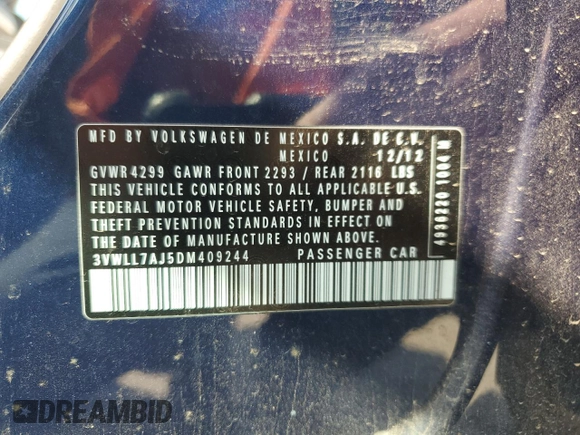 MFD BY VOLKSWAGEN DE MEXICO S.A. DE C.V.
MEXICO 12/12
GVWR 4299 GAWR FRONT 2293 / REAR 2116 LBS
THIS VEHICLE CONFORMS TO ALL APPLICABLE U.S.
FEDERAL MOTOR VEHICLE SAFETY, BUMPER AND
THEFT PREVENTION STANDARDS IN EFFECT ON
THE DATE OF MANUFACTURE SHOWN ABOVE.
3VWLL7AJ5DM409244 PASSENGER CAR
DREAMBID